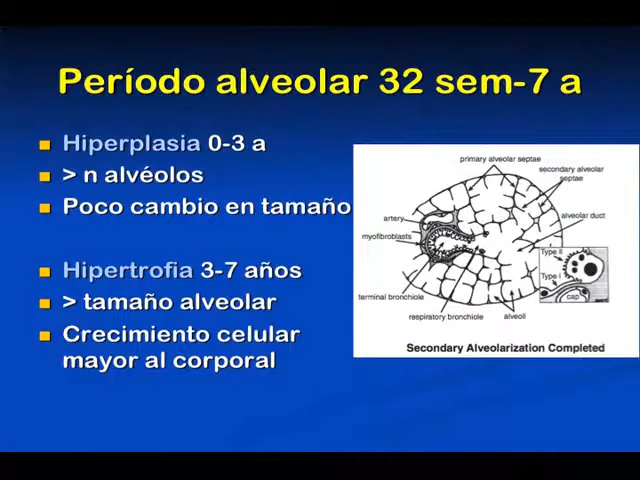 Período alveolar 32 sem-7 a
Hiperplasia 0-3 a
> n alvéolos
Poco cambio en tamaño
Hipertrofia 3-7 años
> tamaño alveolar
Crecimiento celular
mayor al corporal
primary alveolar septae
secondary alveolar
septae
artery
alveolar duct
myofibroblasts
Type II
Type I
cap
terminal bronchiole
respiratory bronchiole
alveoli
Secondary Alveolarization Completed